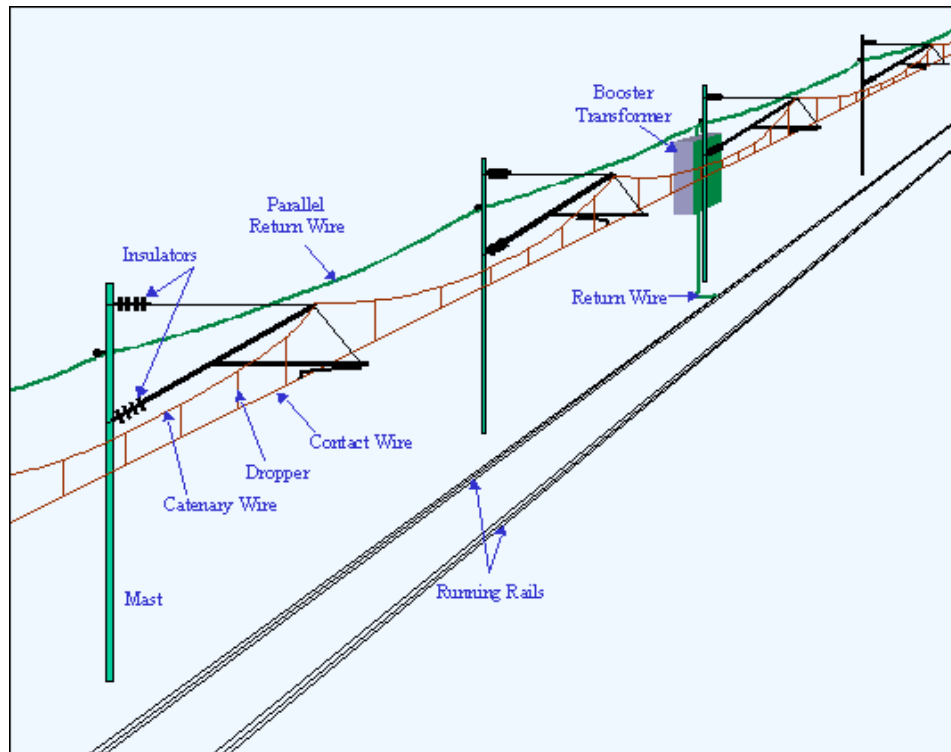 Booster
Transformer
Parallel
Return Wire
Insulators
Return Wire
Contact Wire
Dropper
Catenary Wire
Running Rails
Mast